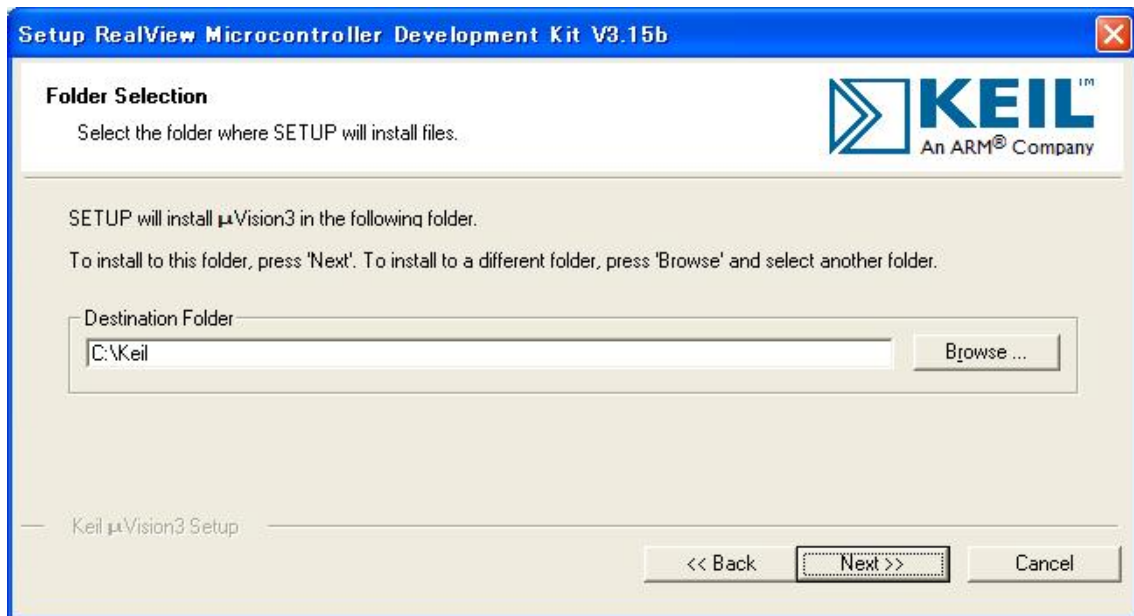 Setup RealView Microcontroller Development Kit V3.15b
Folder Selection
Select the folder where SETUP will install files.
KEIL™
An ARM® Company
SETUP will install µVision3 in the following folder.
To install to this folder, press 'Next'. To install to a different folder, press 'Browse' and select another folder.
Destination Folder
C:\Keil
Browse ...
Keil µVision3 Setup
<< Back
Next >>
Cancel